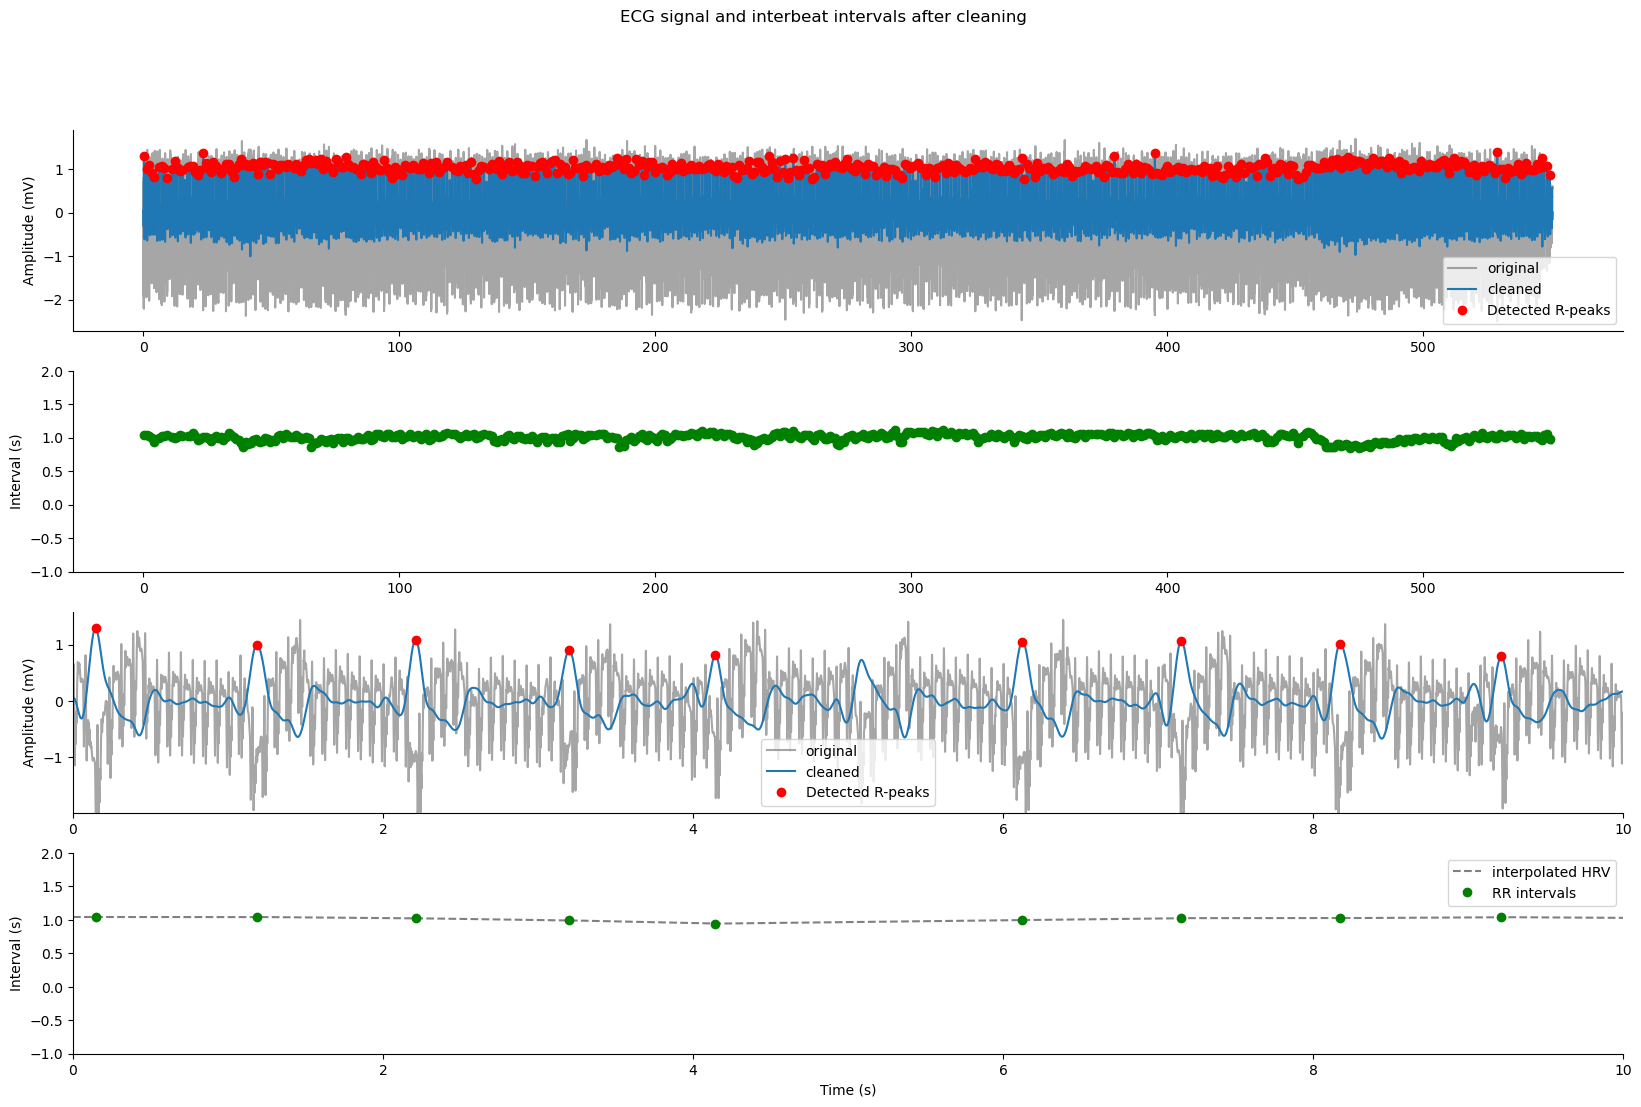 ECG signal and interbeat intervals after cleaning
Amplitude (mV)
1
0
−1
−2
original
cleaned
Detected R-peaks
0 100 200 300 400 500
Interval (s)
2.0
1.5
1.0
0.5
0.0
−0.5
−1.0
0 100 200 300 400 500
Amplitude (mV)
1
0
−1
original
cleaned
Detected R-peaks
0 2 4 6 8 10
Interval (s)
2.0
1.5
1.0
0.5
0.0
−0.5
−1.0
interpolated HRV
RR intervals
0 2 4 6 8 10
Time (s)